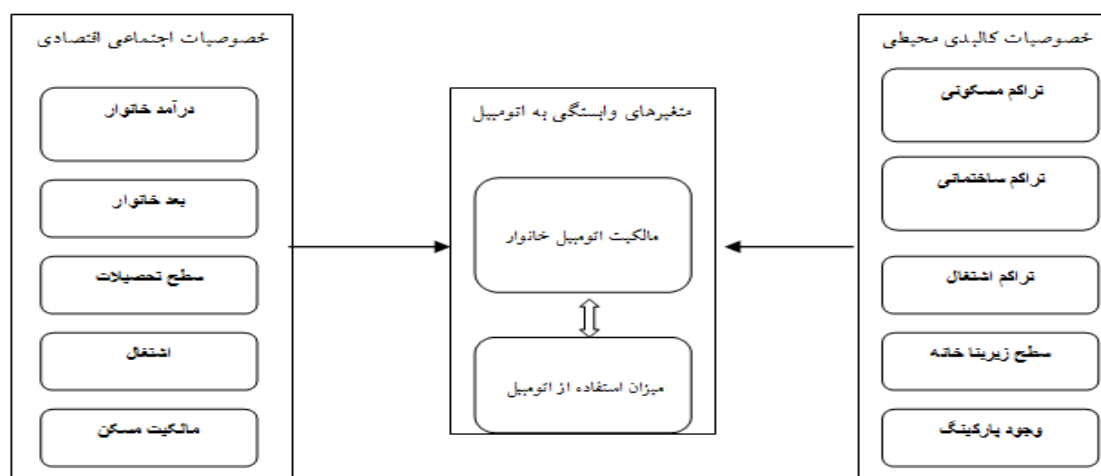 خصوصیات کالبدی محیطی
تراکم مسکونی
تراکم ساختمانی
تراکم اشتغال
سطح زیربنا خانه
وجود پارکینگ
متغیرهای وابستگی به اتومبیل
مالکیت اتومبیل خانوار
میزان استفاده از اتومبیل
خصوصیات اجتماعی اقتصادی
درآمد خانوار
بعد خانوار
سطح تحصیلات
اشتغال
مالکیت مسکن